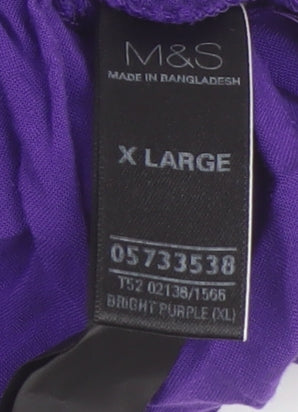 M&S
MADE IN BANGLADESH
X LARGE
05733538
T52 02136/1566
BRIGHT PURPLE (XL)